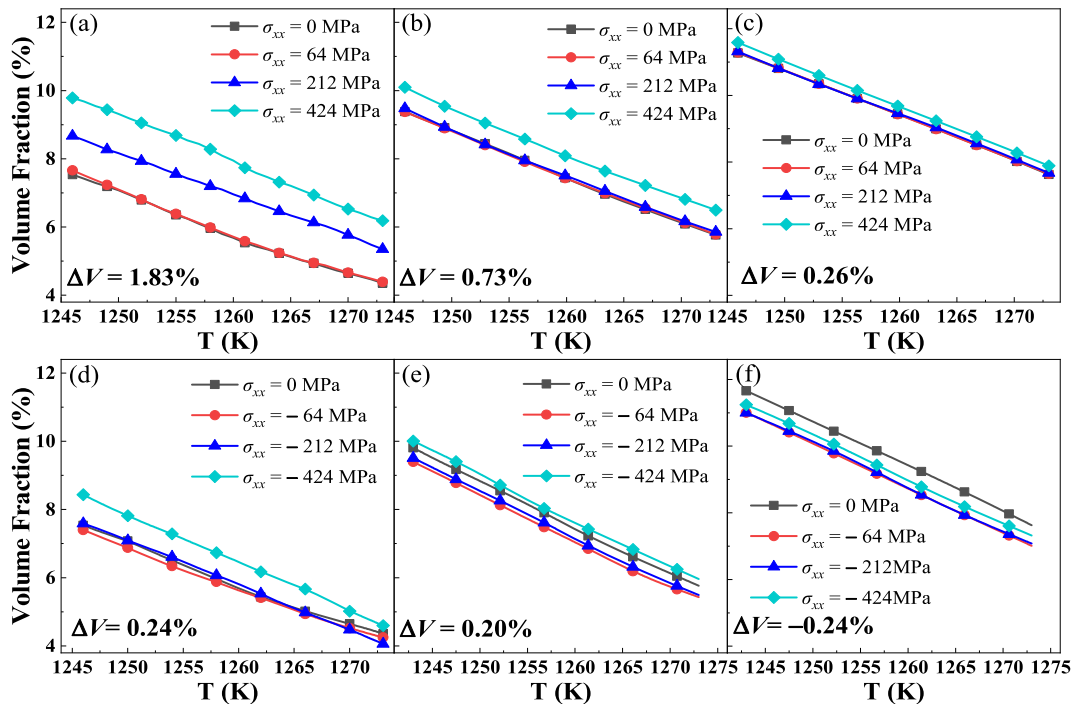 (a)
σxx = 0 MPa
σxx = 64 MPa
σxx = 212 MPa
σxx = 424 MPa
ΔV = 1.83%
(b)
σxx = 0 MPa
σxx = 64 MPa
σxx = 212 MPa
σxx = 424 MPa
ΔV = 0.73%
(c)
σxx = 0 MPa
σxx = 64 MPa
σxx = 212 MPa
σxx = 424 MPa
ΔV = 0.26%
Volume Fraction (%)
12
10
8
6
4
1245 1250 1255 1260 1265 1270
1245 1250 1255 1260 1265 1270
1245 1250 1255 1260 1265 1270
T (K)
T (K)
T (K)
(d)
σxx = 0 MPa
σxx = − 64 MPa
σxx = − 212 MPa
σxx = − 424 MPa
ΔV = 0.24%
(e)
σxx = 0 MPa
σxx = − 64 MPa
σxx = − 212 MPa
σxx = − 424 MPa
ΔV = 0.20%
(f)
σxx = 0 MPa
σxx = − 64 MPa
σxx = − 212MPa
σxx = − 424MPa
ΔV= −0.24%
Volume Fraction (%)
12
10
8
6
4
1245 1250 1255 1260 1265 1270
1245 1250 1255 1260 1265 1270 1275
1245 1250 1255 1260 1265 1270 1275
T (K)
T (K)
T (K)